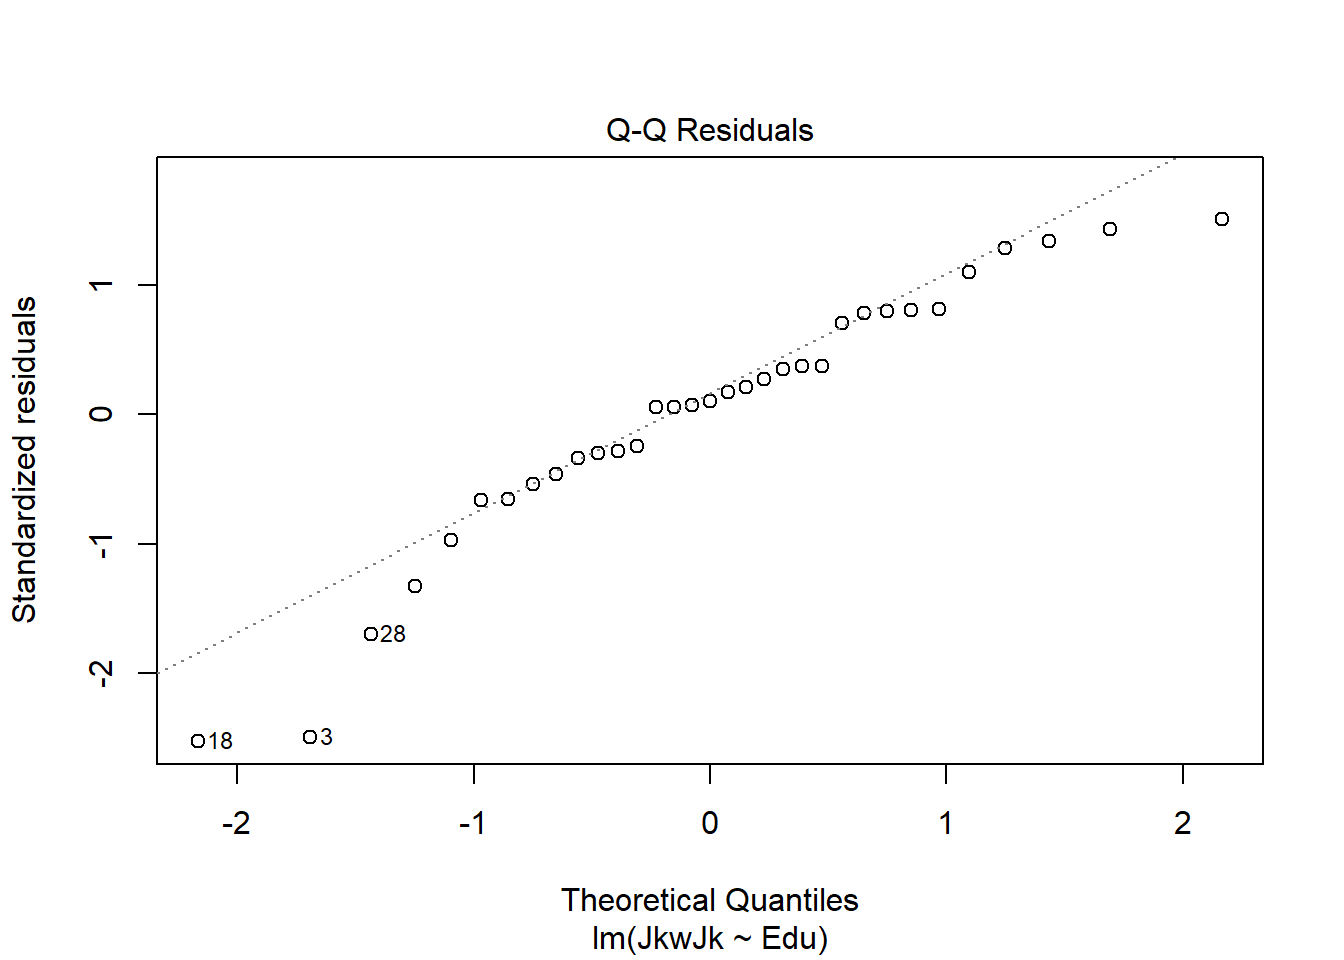 Q-Q Residuals
Standardized residuals
1
0
-1
-2
28
18
3
-2 -1 0 1 2
Theoretical Quantiles
lm(JkwJk ~ Edu)